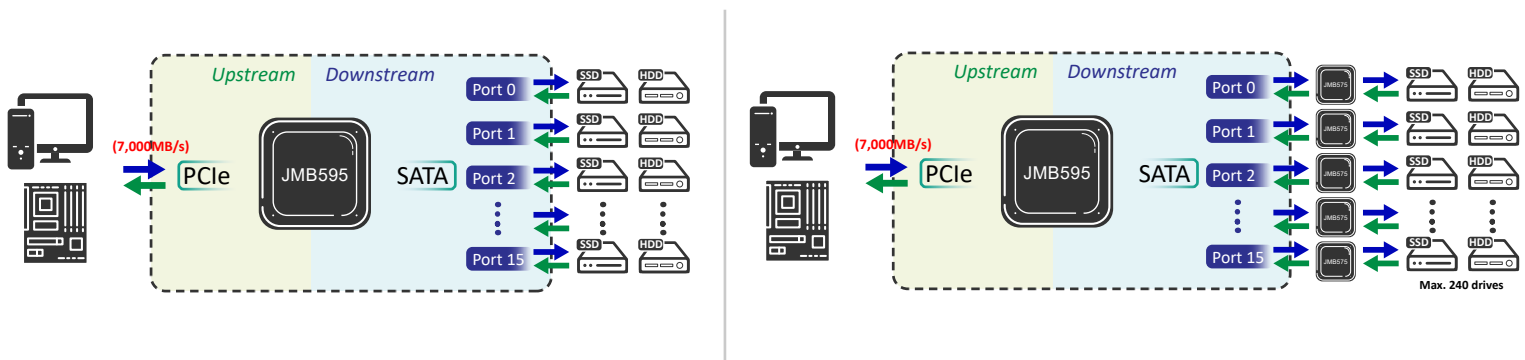 Upstream Downstream
SSD HDD
Port 0
Port 1
SSD HDD
(7,000MB/s)
PCIe
JMB595
SATA
Port 2
SSD HDD
Port 15
SSD HDD
Upstream Downstream
Port 0
JMB575
SSD HDD
Port 1
JMB575
SSD HDD
(7,000MB/s)
PCIe
JMB595
SATA
Port 2
JMB575
SSD HDD
JMB575
Port 15
JMB575
SSD HDD
Max. 240 drives